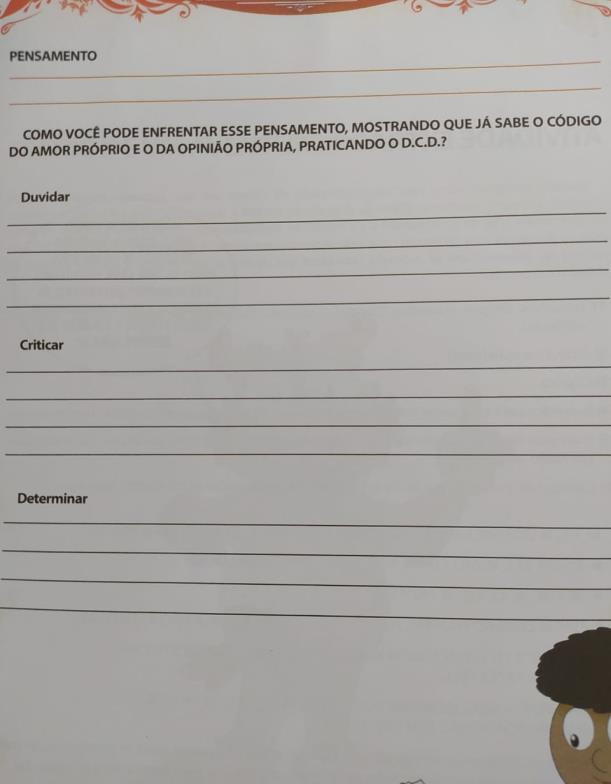 PENSAMENTO
COMO VOCÊ PODE ENFRENTAR ESSE PENSAMENTO, MOSTRANDO QUE JÁ SABE O CÓDIGO
DO AMOR PRÓPRIO E O DA OPINIÃO PRÓPRIA, PRATICANDO O D.C.D.?
Duvidar
Criticar
Determinar